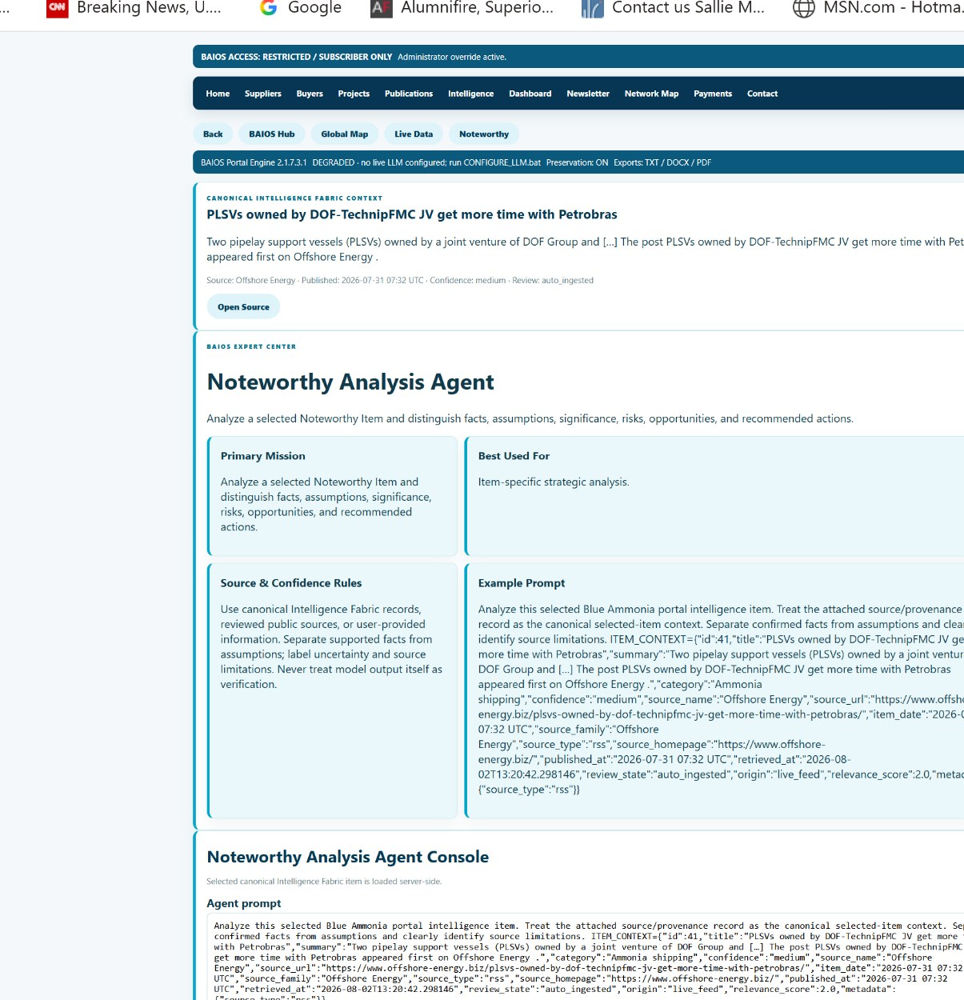 ... Breaking News, U.... Google Alumnifire, Superio... Contact us Sallie M... MSN.com - Hotma
BAIOS ACCESS: RESTRICTED / SUBSCRIBER ONLY Administrator override active.
Home Suppliers Buyers Projects Publications Intelligence Dashboard Newsletter Network Map Payments Contact
Back BAIOS Hub Global Map Live Data Noteworthy
BAIOS Portal Engine 2.1.7.3.1 DEGRADED · no live LLM configured; run CONFIGURE_LLM.bat Preservation: ON Exports: TXT / DOCX / PDF
CANONICAL INTELLIGENCE FABRIC CONTEXT
PLSVs owned by DOF-TechnipFMC JV get more time with Petrobras
Two pipelay support vessels (PLSVs) owned by a joint venture of DOF Group and [...] The post PLSVs owned by DOF-TechnipFMC JV get more time with Pet
appeared first on Offshore Energy .
Source: Offshore Energy · Published: 2026-07-31 07:32 UTC · Confidence: medium · Review: auto_ingested
Open Source
BAIOS EXPERT CENTER
Noteworthy Analysis Agent
Analyze a selected Noteworthy Item and distinguish facts, assumptions, significance, risks, opportunities, and recommended actions.
Primary Mission
Analyze a selected Noteworthy Item and
distinguish facts, assumptions, significance,
risks, opportunities, and recommended
actions.
Best Used For
Item-specific strategic analysis.
Source & Confidence Rules
Use canonical Intelligence Fabric records,
reviewed public sources, or user-provided
information. Separate supported facts from
assumptions; label uncertainty and source
limitations. Never treat model output itself as
verification.
Example Prompt
Analyze this selected Blue Ammonia portal intelligence item. Treat the attached source/provenance
record as the canonical selected-item context. Separate confirmed facts from assumptions and clea
identify source limitations. ITEM_CONTEXT={"id":41,"title":"PLSVs owned by DOF-TechnipFMC JV ge
more time with Petrobras","summary":"Two pipelay support vessels (PLSVs) owned by a joint ventur
DOF Group and [...] The post PLSVs owned by DOF-TechnipFMC JV get more time with Petrobras
appeared first on Offshore Energy .","category":"Ammonia
shipping","confidence":"medium","source_name":"Offshore Energy","source_url":"https://www.offsho
energy.biz/plsvs-owned-by-dof-technipfmc-jv-get-more-time-with-petrobras/","item_date":"2026-0
07:32 UTC","source_family":"Offshore
Energy","source_type":"rss","source_homepage":"https://www.offshore-
energy.biz/","published_at":"2026-07-31 07:32 UTC","retrieved_at":"2026-08-
02T13:20:42.298146","review_state":"auto_ingested","origin":"live_feed","relevance_score":2.0,"metad
{"source_type":"rss"}}
Noteworthy Analysis Agent Console
Selected canonical Intelligence Fabric item is loaded server-side.
Agent prompt
Analyze this selected Blue Ammonia portal intelligence item. Treat the attached source/provenance record as the canonical selected-item context. Sep
confirmed facts from assumptions and clearly identify source limitations. ITEM_CONTEXT={"id":41,"title":"PLSVs owned by DOF-TechnipFMC JV get more
with Petrobras","summary":"Two pipelay support vessels (PLSVs) owned by a joint venture of DOF Group and […] The post PLSVs owned by DOF-TechnipFMC
get more time with Petrobras appeared first on Offshore Energy .","category":"Ammonia shipping","confidence":"medium","source_name":"Offshore
Energy","source_url":"https://www.offshore-energy.biz/plsvs-owned-by-dof-technipfmc-jv-get-more-time-with-petrobras/","item_date":"2026-07-31 07:32
UTC","source_family":"Offshore Energy","source_type":"rss","source_homepage":"https://www.offshore-energy.biz/","published_at":"2026-07-31 07:32
UTC","retrieved_at":"2026-08-02T13:20:42.298146","review_state":"auto_ingested","origin":"live_feed","relevance_score":2.0,"metadata":
{"source_type":"rss"}}